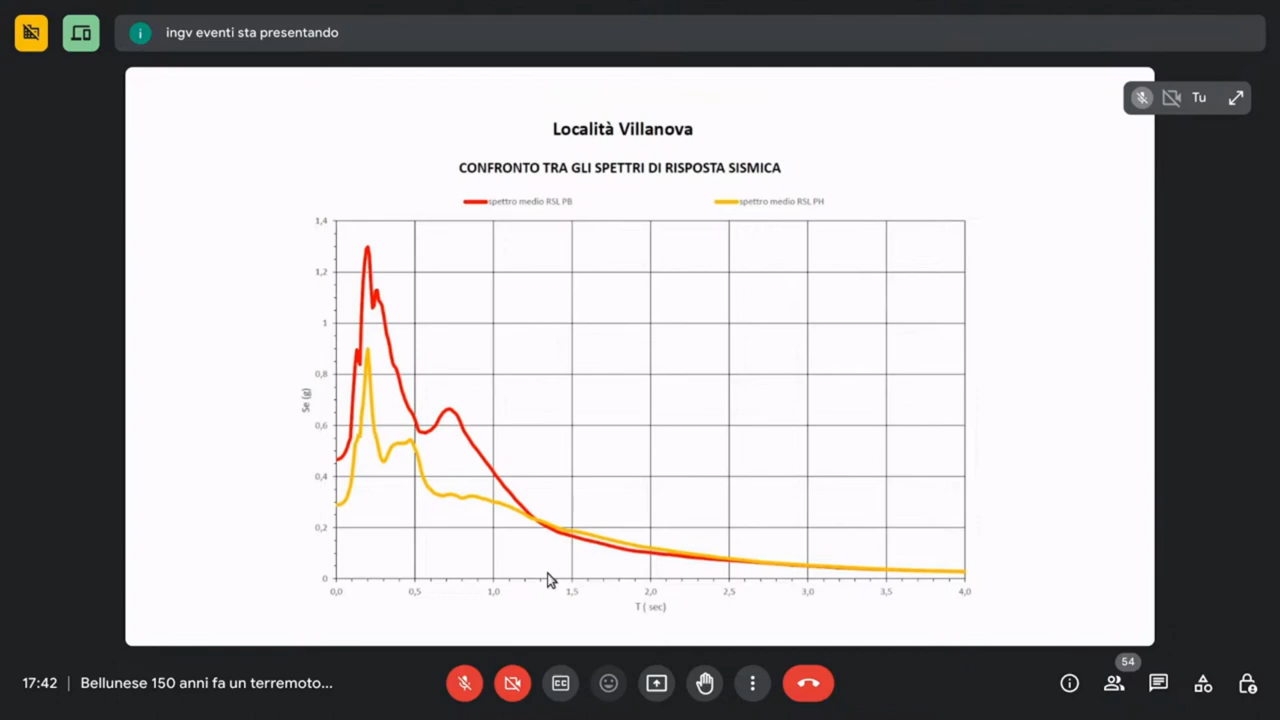 ingv eventi sta presentando
Tu
Località Villanova
CONFRONTO TRA GLI SPETTRI DI RISPOSTA SISMICA
spettro medio RSL PB
spettro medio RSL PH
1,4
1,2
1
0,8
0,6
0,4
0,2
0
Se (g)
0,0 0,5 1,0 1,5 2,0 2,5 3,0 3,5 4,0
T ( sec)
54
17:42 | Bellunese 150 anni fa un terremoto...